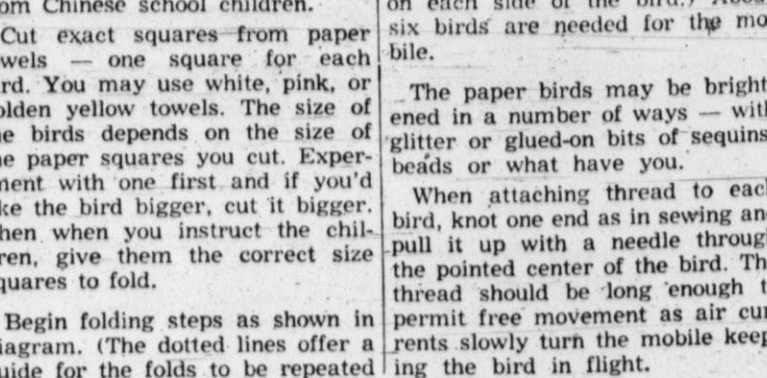 om Chinese school children.
Cut exact squares from paper
wels — one square for each
rd. You may use white, pink, or
olden yellow towels. The size of
e birds depends on the size of
e paper squares you cut. Exper-
ment with one first and if you'd
ke the bird bigger, cut it bigger.
hen when you instruct the chil-
ren, give them the correct size
quares to fold.
Begin folding steps as shown in
iagram. (The dotted lines offer a
uide for the folds to be repeated
on each side of the bird.) About
six birds are needed for the mo
bile.
The paper birds may be bright
ened in a number of ways — with
glitter or glued-on bits of sequins
beads or what have you.
When attaching thread to each
bird, knot one end as in sewing and
pull it up with a needle through
the pointed center of the bird. Th
thread should be long enough t
permit free movement as air cur
rents slowly turn the mobile keep
ing the bird in flight.